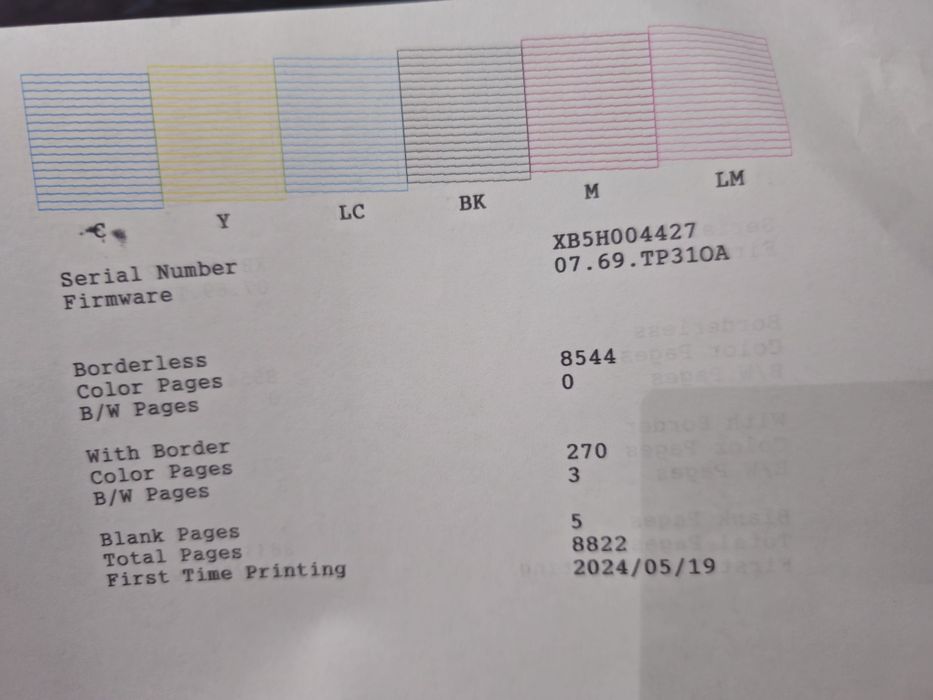 C Y LC BK M LM
Serial Number XB5H004427
Firmware 07.69.TP31OA
Borderless
Color Pages 8544
B/W Pages 0
With Border
Color Pages 270
B/W Pages 3
Blank Pages 5
Total Pages 8822
First Time Printing 2024/05/19